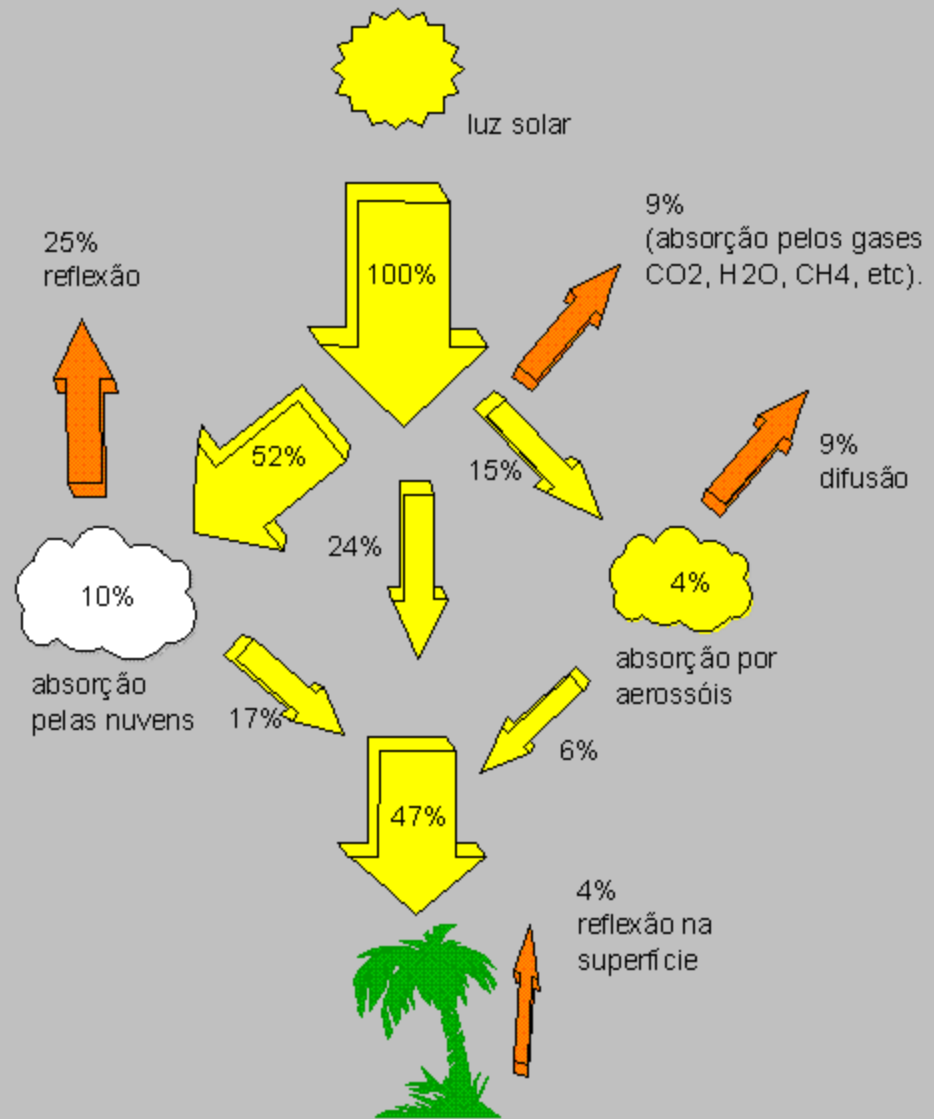 luz solar
9%
(absorção pelos gases
CO2, H2O, CH4, etc).
25%
reflexão
100%
52%
15%
9%
difusão
24%
10%
4%
absorção
pelas nuvens
absorção por
aerossóis
17%
6%
47%
4%
reflexão na
superfície